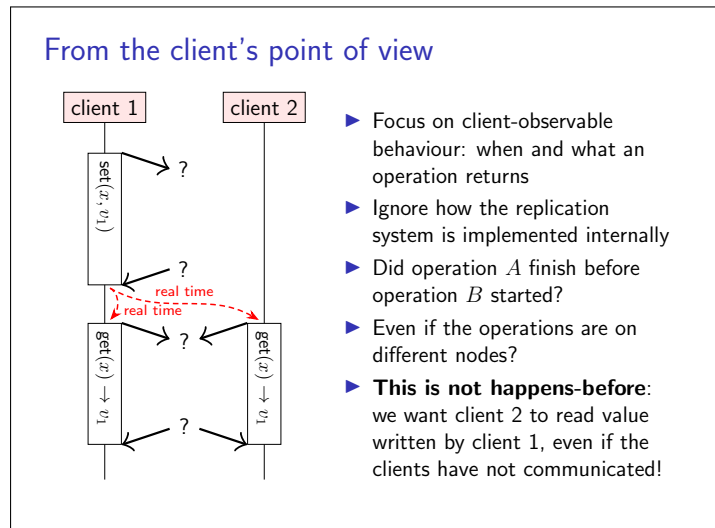 From the client's point of view
client 1
client 2
set(x, v₁)
?
?
real time
real time
get(x) → v₁
?
get(x) → v₁
?
▶ Focus on client-observable
behaviour: when and what an
operation returns
▶ Ignore how the replication
system is implemented internally
▶ Did operation A finish before
operation B started?
▶ Even if the operations are on
different nodes?
▶ This is not happens-before:
we want client 2 to read value
written by client 1, even if the
clients have not communicated!